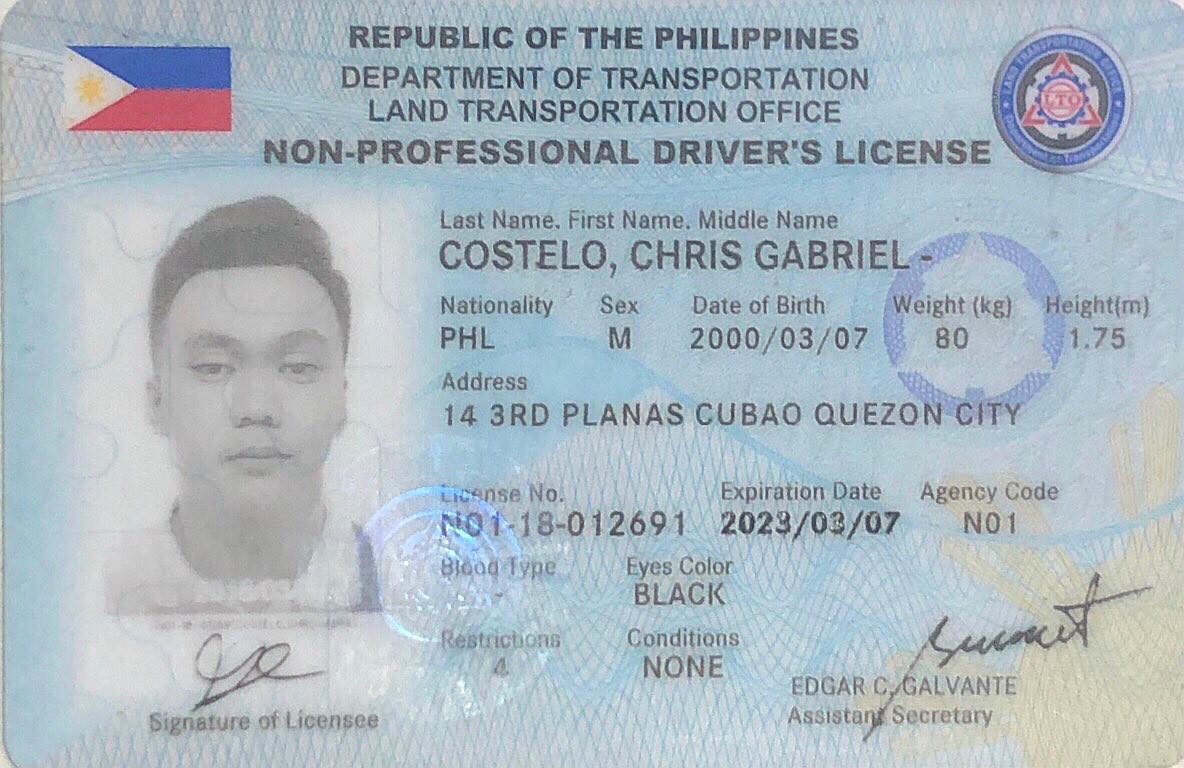 REPUBLIC OF THE PHILIPPINES
DEPARTMENT OF TRANSPORTATION
LAND TRANSPORTATION OFFICE
NON-PROFESSIONAL DRIVER'S LICENSE
LAND TRANSPORTATION OFFICE
LTO
Last Name. First Name. Middle Name
COSTELO, CHRIS GABRIEL -
Nationality Sex Date of Birth Weight (kg) Height(m)
PHL M 2000/03/07 80 1.75
Address
14 3RD PLANAS CUBAO QUEZON CITY
License No. Expiration Date Agency Code
N01-18-012691 2023/03/07 N01
Blood Type Eyes Color
- BLACK
Restrictions Conditions
4 NONE
EDGAR C. GALVANTE
Assistant Secretary
Signature of Licensee